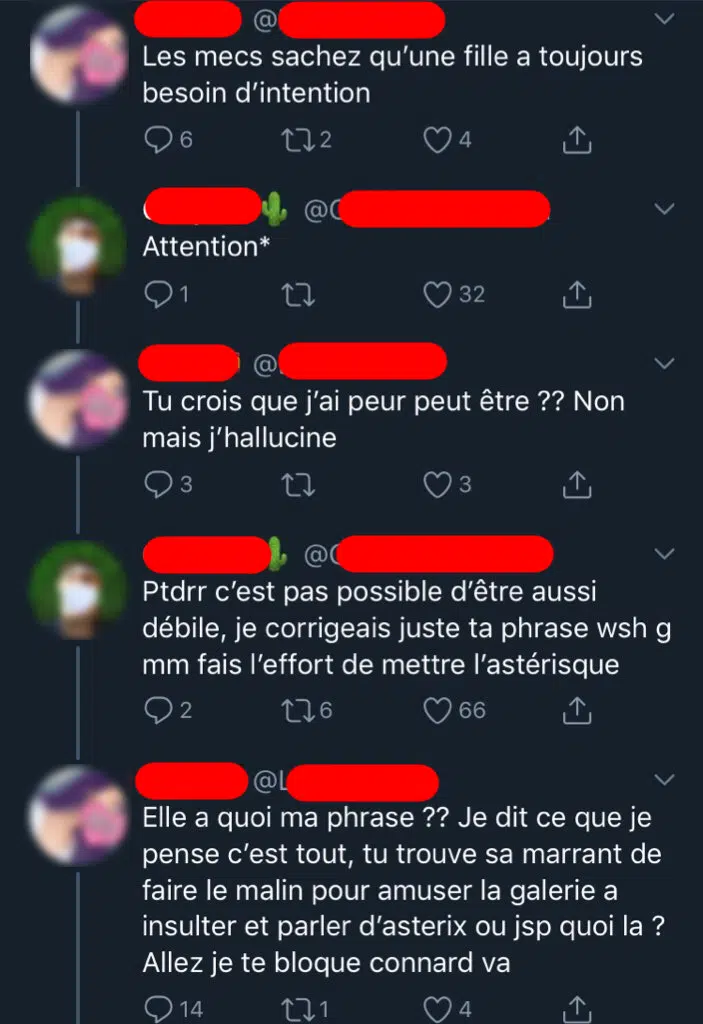 @
Les mecs sachez qu’une fille a toujours
besoin d’intention
6 2 4
@
Attention*
1 32
@
Tu crois que j’ai peur peut être ?? Non
mais j’hallucine
3 3
@
Ptdrr c’est pas possible d’être aussi
débile, je corrigeais juste ta phrase wsh g
mm fais l’effort de mettre l’astérisque
2 6 66
@L
Elle a quoi ma phrase ?? Je dit ce que je
pense c’est tout, tu trouve sa marrant de
faire le malin pour amuser la galerie a
insulter et parler d’asterix ou jsp quoi la ?
Allez je te bloque connard va
14 1 4